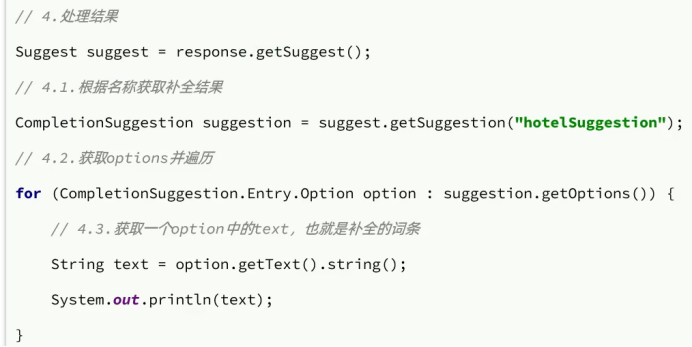 // 4.处理结果
Suggest suggest = response.getSuggest();
// 4.1.根据名称获取补全结果
CompletionSuggestion suggestion = suggest.getSuggestion("hotelSuggestion");
// 4.2.获取options并遍历
for (CompletionSuggestion.Entry.Option option : suggestion.getOptions()) {
    // 4.3.获取一个option中的text，也就是补全的词条
    String text = option.getText().string();
    System.out.println(text);
}